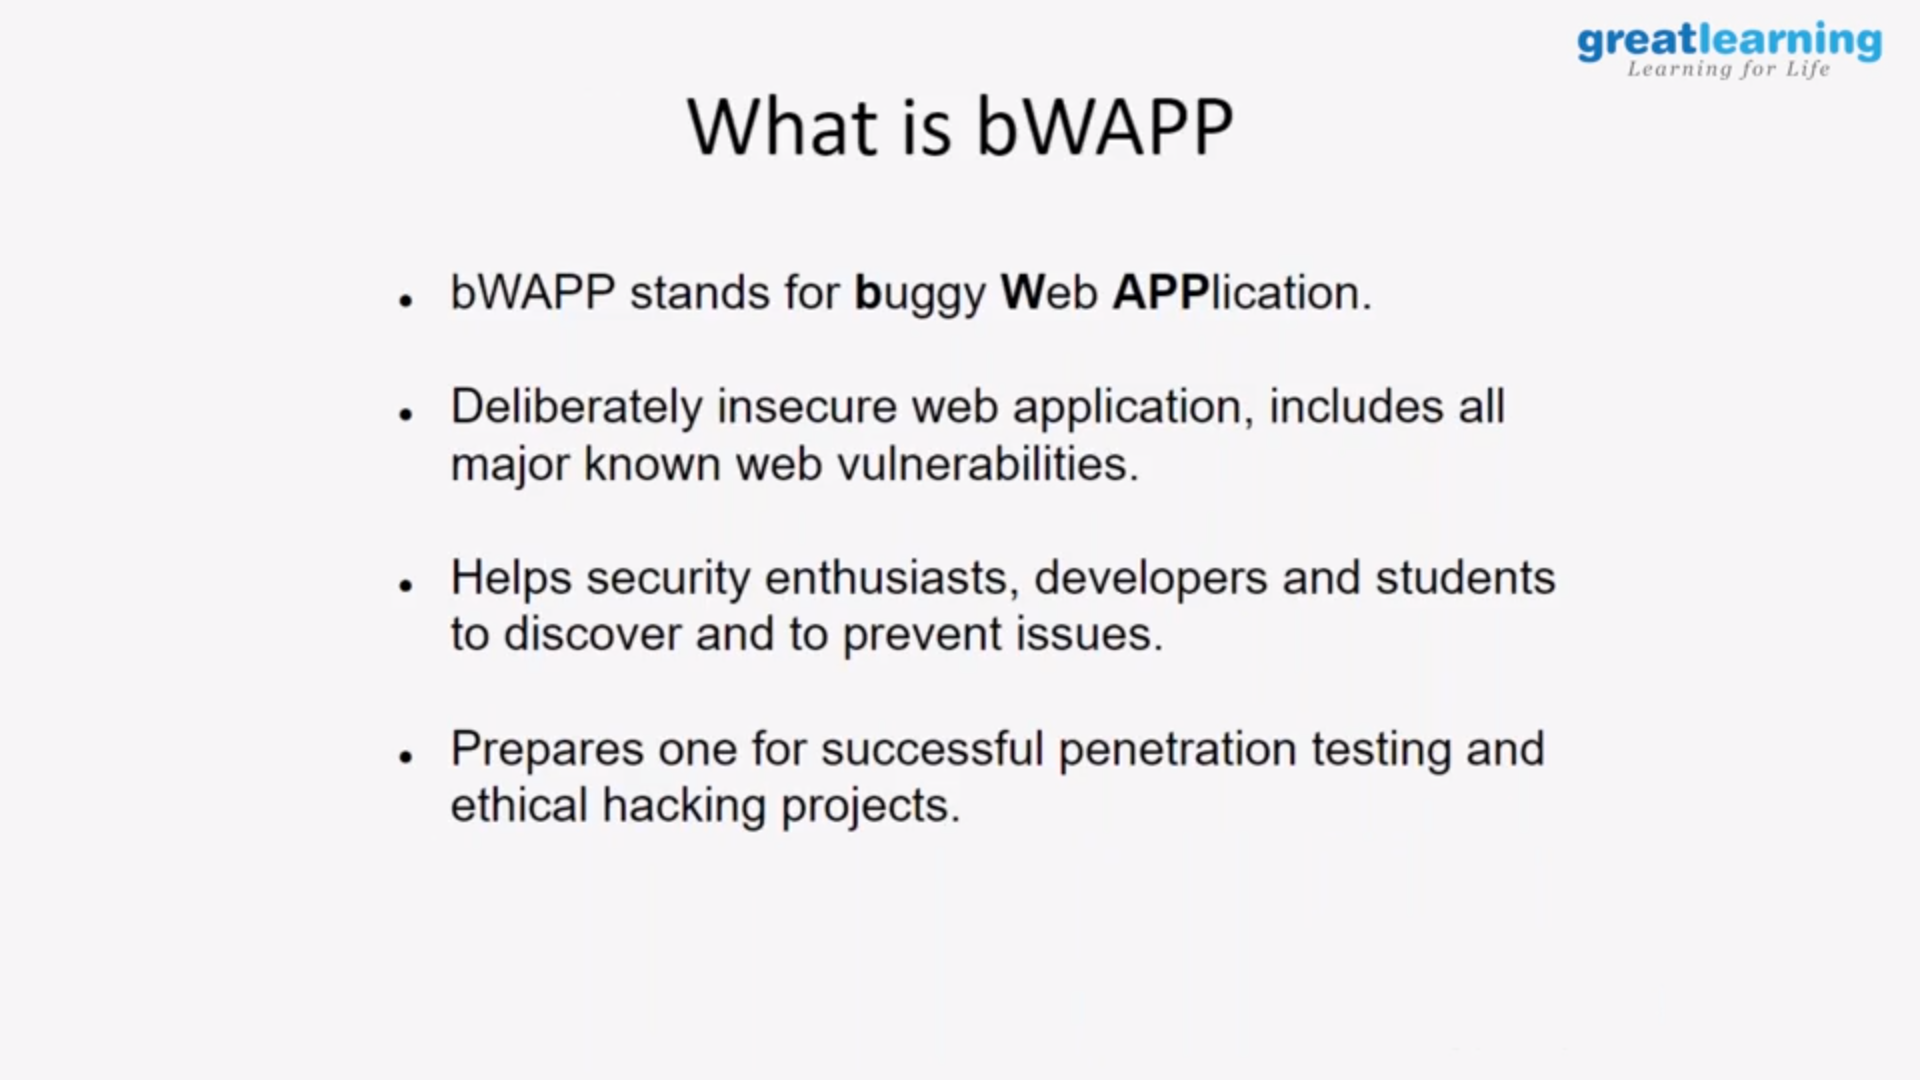 greatlearning
Learning for Life
What is bWAPP
• bWAPP stands for buggy Web APPlication.
• Deliberately insecure web application, includes all
major known web vulnerabilities.
• Helps security enthusiasts, developers and students
to discover and to prevent issues.
• Prepares one for successful penetration testing and
ethical hacking projects.